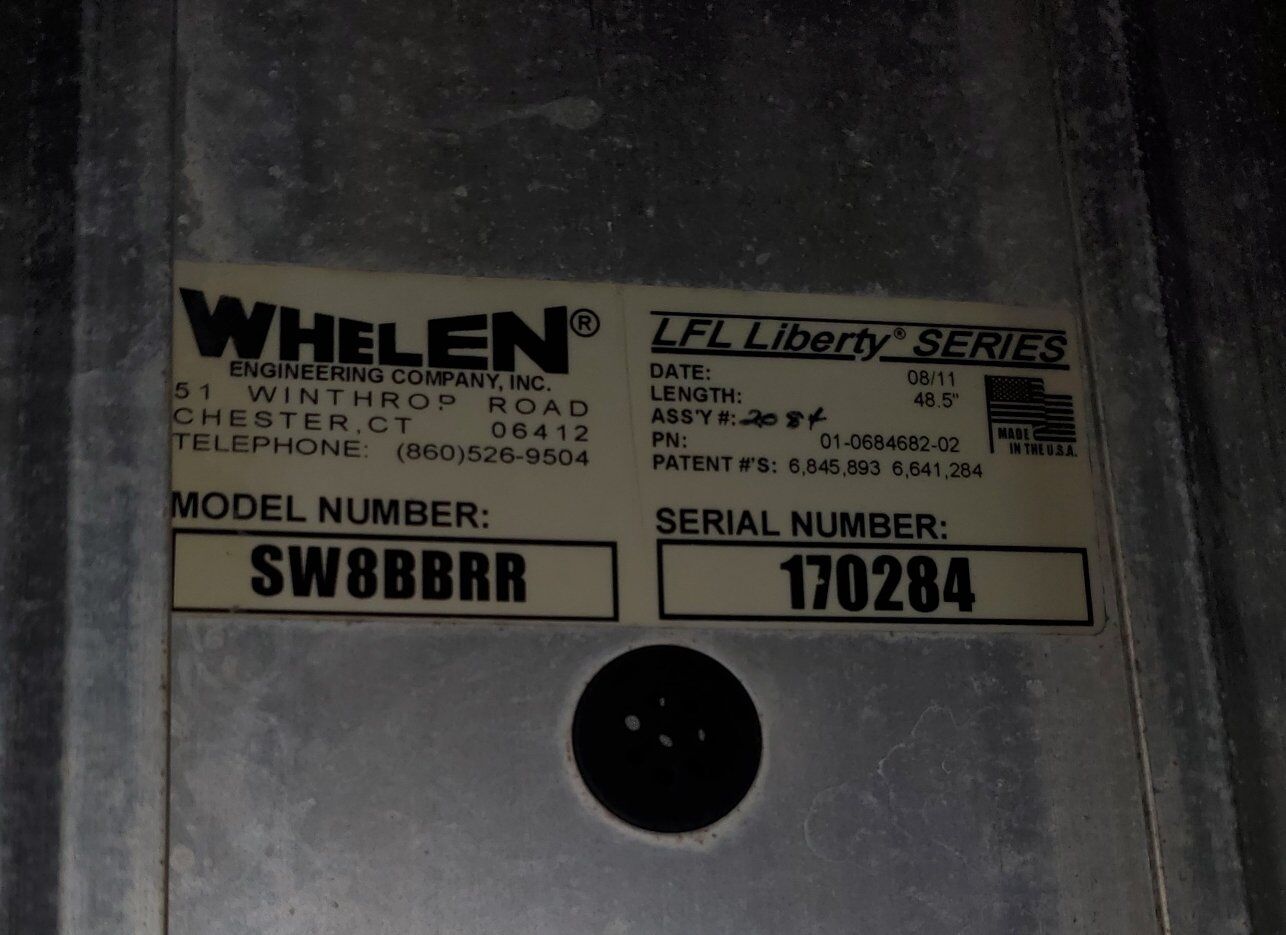 WHELEN®
ENGINEERING COMPANY, INC.
51 WINTHROP ROAD
CHESTER, CT 06412
TELEPHONE: (860)526-9504
MODEL NUMBER:
SW8BBRR
LFL Liberty® SERIES
DATE: 08/11
LENGTH: 48.5"
ASS'Y #: 2084
PN: 01-0684682-02
PATENT #'S: 6,845,893 6,641,284
MADE
IN THE U.S.A.
SERIAL NUMBER:
170284